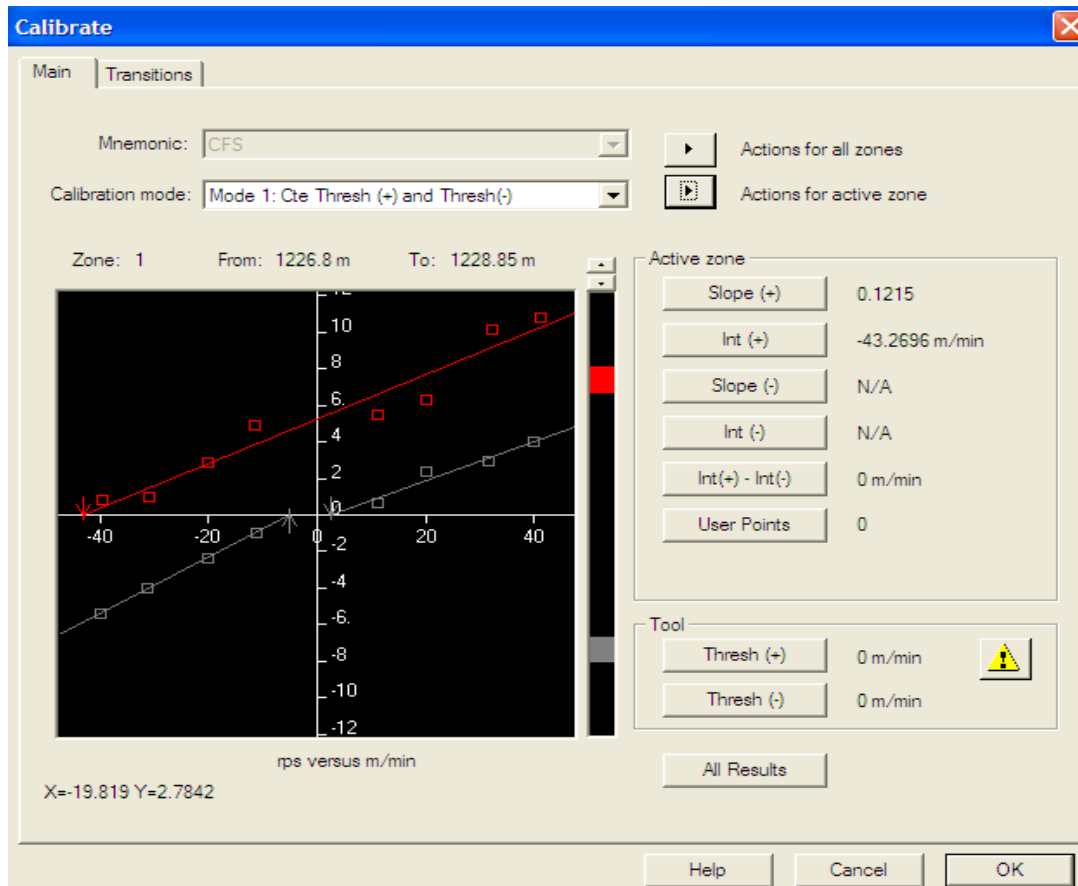 Calibrate
Main Transitions
Mnemonic: CFS
Actions for all zones
Calibration mode: Mode 1: Cte Thresh (+) and Thresh(-)
Actions for active zone
Zone: 1 From: 1226.8 m To: 1228.85 m
Active zone
Slope (+) 0.1215
Int (+) -43.2696 m/min
Slope (-) N/A
Int (-) N/A
Int(+) - Int(-) 0 m/min
User Points 0
12
10
8
6.
4
2
0
-40 -20 0 20 40
-2
-4
-6.
-8
-10
-12
Tool
Thresh (+) 0 m/min
Thresh (-) 0 m/min
rps versus m/min
All Results
X=-19.819 Y=2.7842
Help Cancel OK